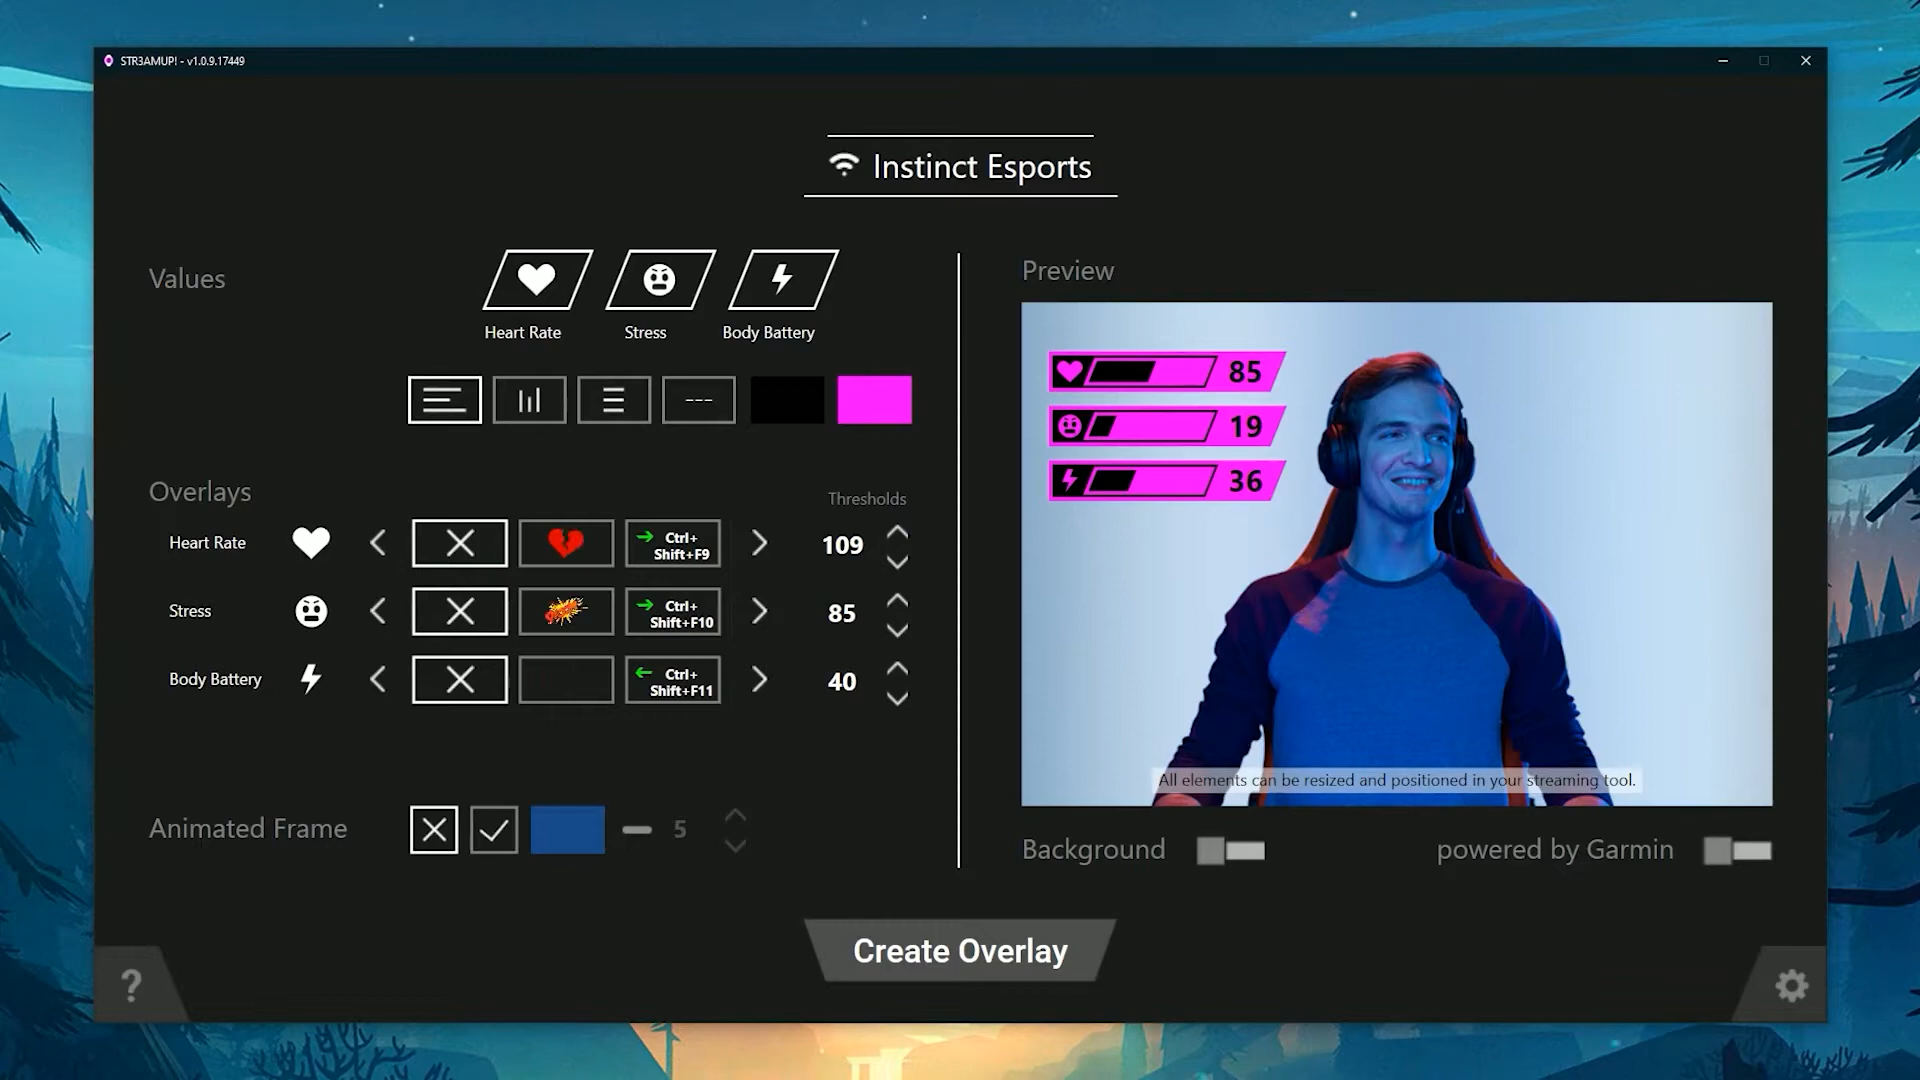 STR3AMUP! - v1.0.9.17449
Instinct Esports
Values
Heart Rate
Stress
Body Battery
---
Overlays
Thresholds
Heart Rate
Ctrl+
Shift+F9
109
Stress
Ctrl+
Shift+F10
85
Body Battery
Ctrl+
Shift+F11
40
Animated Frame
5
Preview
85
19
36
All elements can be resized and positioned in your streaming tool.
Background
powered by Garmin
Create Overlay
?